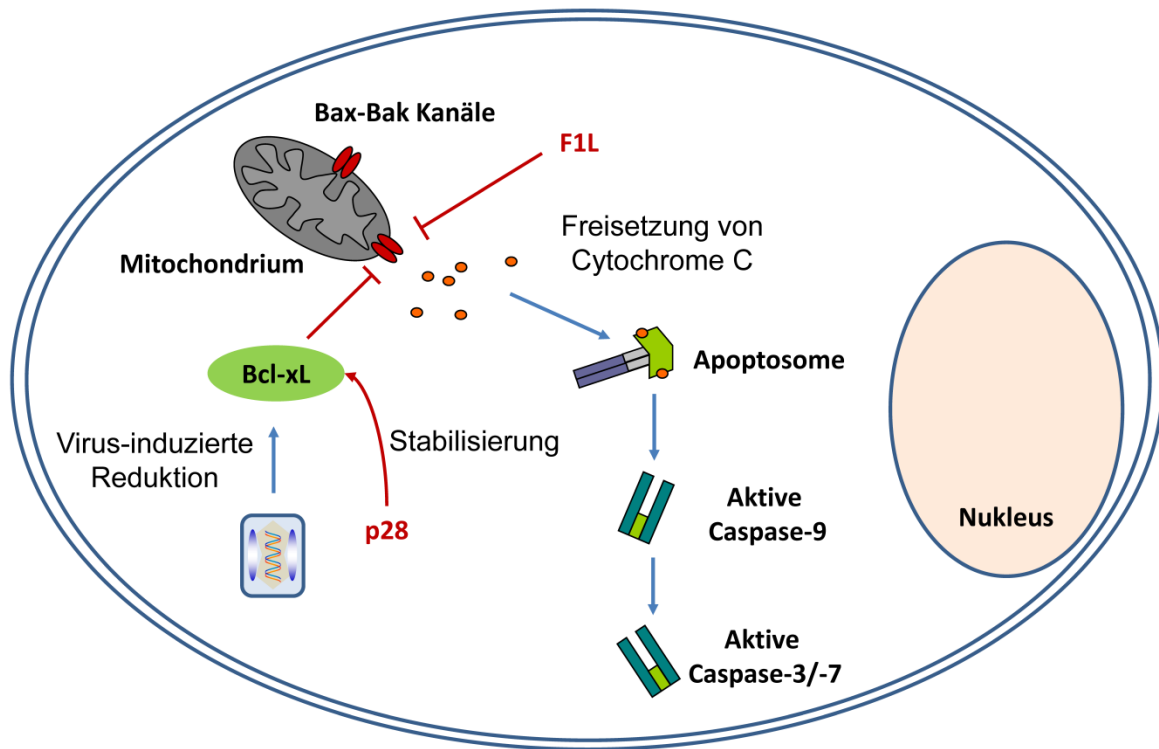 Bax-Bak Kanäle
F1L
Freisetzung von
Cytochrome C
Mitochondrium
Bcl-xL
Apoptosome
Virus-induzierte
Reduktion
Stabilisierung
p28
Aktive
Caspase-9
Nukleus
Aktive
Caspase-3/-7